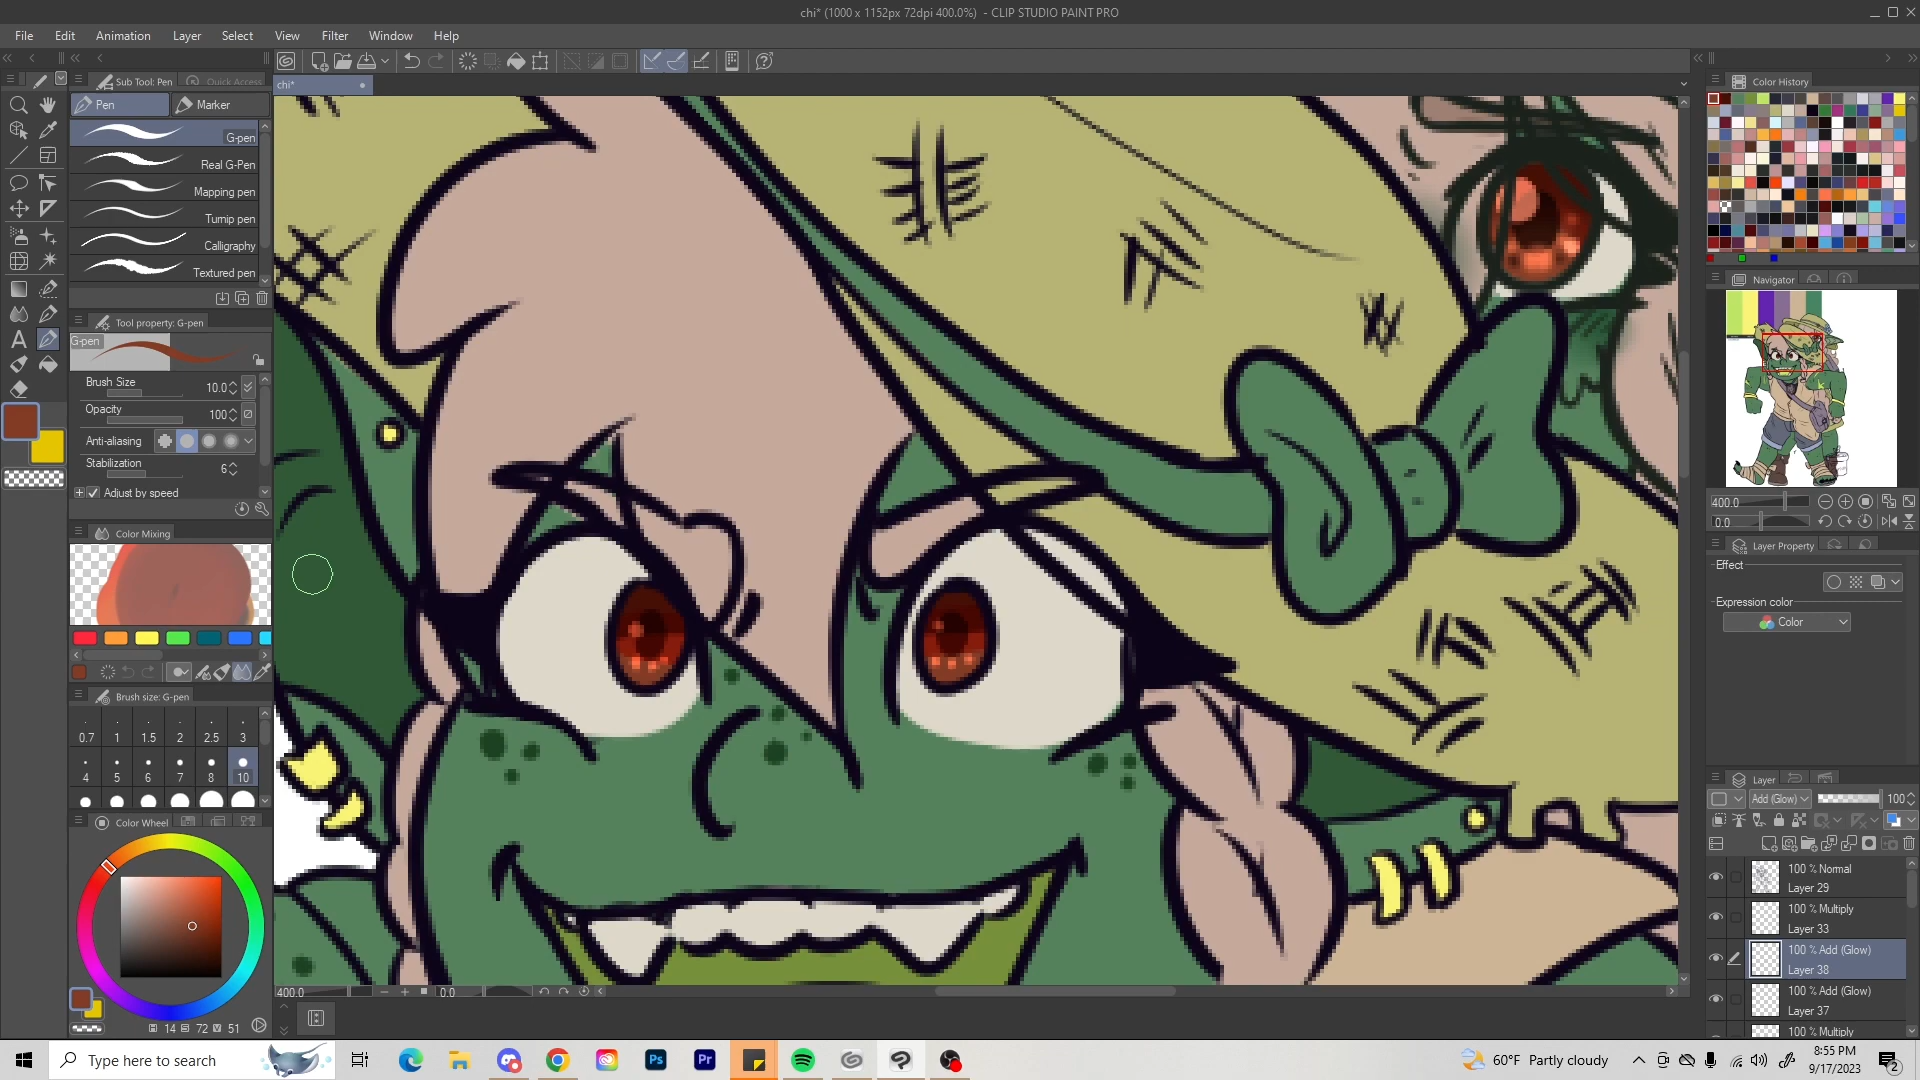 chi* (1000 x 1152px 72dpi 400.0%) - CLIP STUDIO PAINT PRO
File Edit Animation Layer Select View Filter Window Help
Sub Tool: Pen Quick Access
chi*
Color History
Pen Marker
G-pen
Real G-Pen
Mapping pen
Turnip pen
Calligraphy
Textured pen
Navigator
Tool property: G-pen
G-pen
Brush Size 10.0
Opacity 100
Anti-aliasing
Stabilization 6
Adjust by speed
400.0
0.0
Color Mixing
Layer Property
Effect
Expression color
Color
Brush size: G-pen
0.7 1 1.5 2 2.5 3
4 5 6 7 8 10
Layer
Add (Glow) 100
Color Wheel
100 % Normal
Layer 29
100 % Multiply
Layer 33
100 % Add (Glow)
Layer 38
100 % Add (Glow)
Layer 37
100 % Multiply
400.0 0.0
14 72 51
Type here to search
Ps
Pr
60°F Partly cloudy
8:55 PM
9/17/2023
2